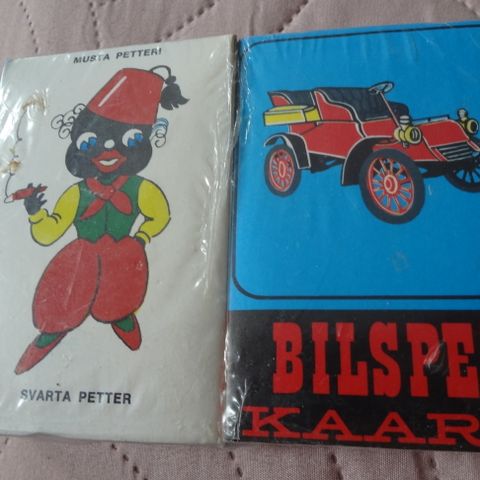 MUSTA PETTERI
SVARTA PETTER
BILSPE
KAAR